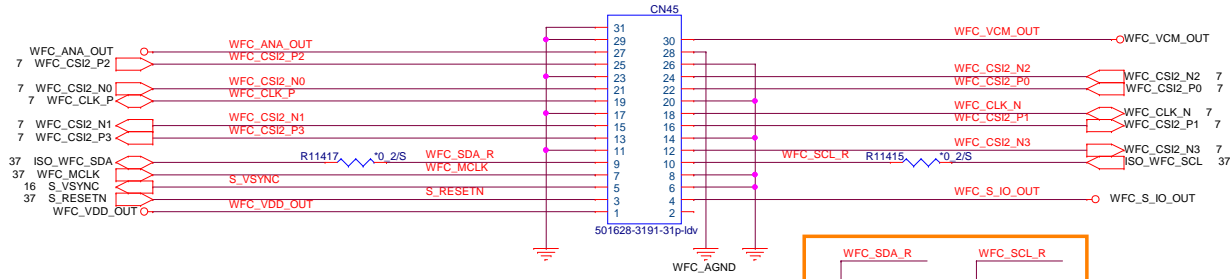 CN45
31
29
WFC_ANA_OUT WFC_ANA_OUT 27
30 WFC_VCM_OUT WFC_VCM_OUT
28
7 WFC_CSI2_P2 WFC_CSI2_P2 25
26
23
24 WFC_CSI2_N2 WFC_CSI2_N2 7
7 WFC_CSI2_N0 WFC_CSI2_N0 21
22 WFC_CSI2_P0 WFC_CSI2_P0 7
7 WFC_CLK_P WFC_CLK_P 19
20
17
18 WFC_CLK_N WFC_CLK_N 7
7 WFC_CSI2_N1 WFC_CSI2_N1 15
16 WFC_CSI2_P1 WFC_CSI2_P1 7
7 WFC_CSI2_P3 WFC_CSI2_P3 13
14
11
12 WFC_CSI2_N3 WFC_CSI2_N3 7
37 ISO_WFC_SDA R11417 *0_2/S WFC_SDA_R 9
10 WFC_SCL_R R11415 *0_2/S ISO_WFC_SCL 37
37 WFC_MCLK WFC_MCLK 7
8
16 S_VSYNC S_VSYNC 5
6
37 S_RESETN S_RESETN 3
4 WFC_S_IO_OUT WFC_S_IO_OUT
WFC_VDD_OUT WFC_VDD_OUT 1
2
501628-3191-31p-ldv
WFC_AGND
WFC_SDA_R WFC_SCL_R